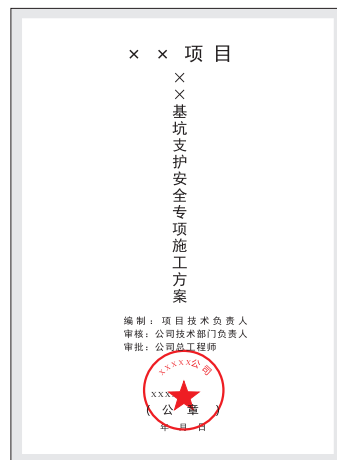 × × 项目
××基坑支护安全专项施工方案
编制：项目技术负责人
审核：公司技术部门负责人
审批：公司总工程师
XXXXX公司
XXX
(公 章)
年 月 日